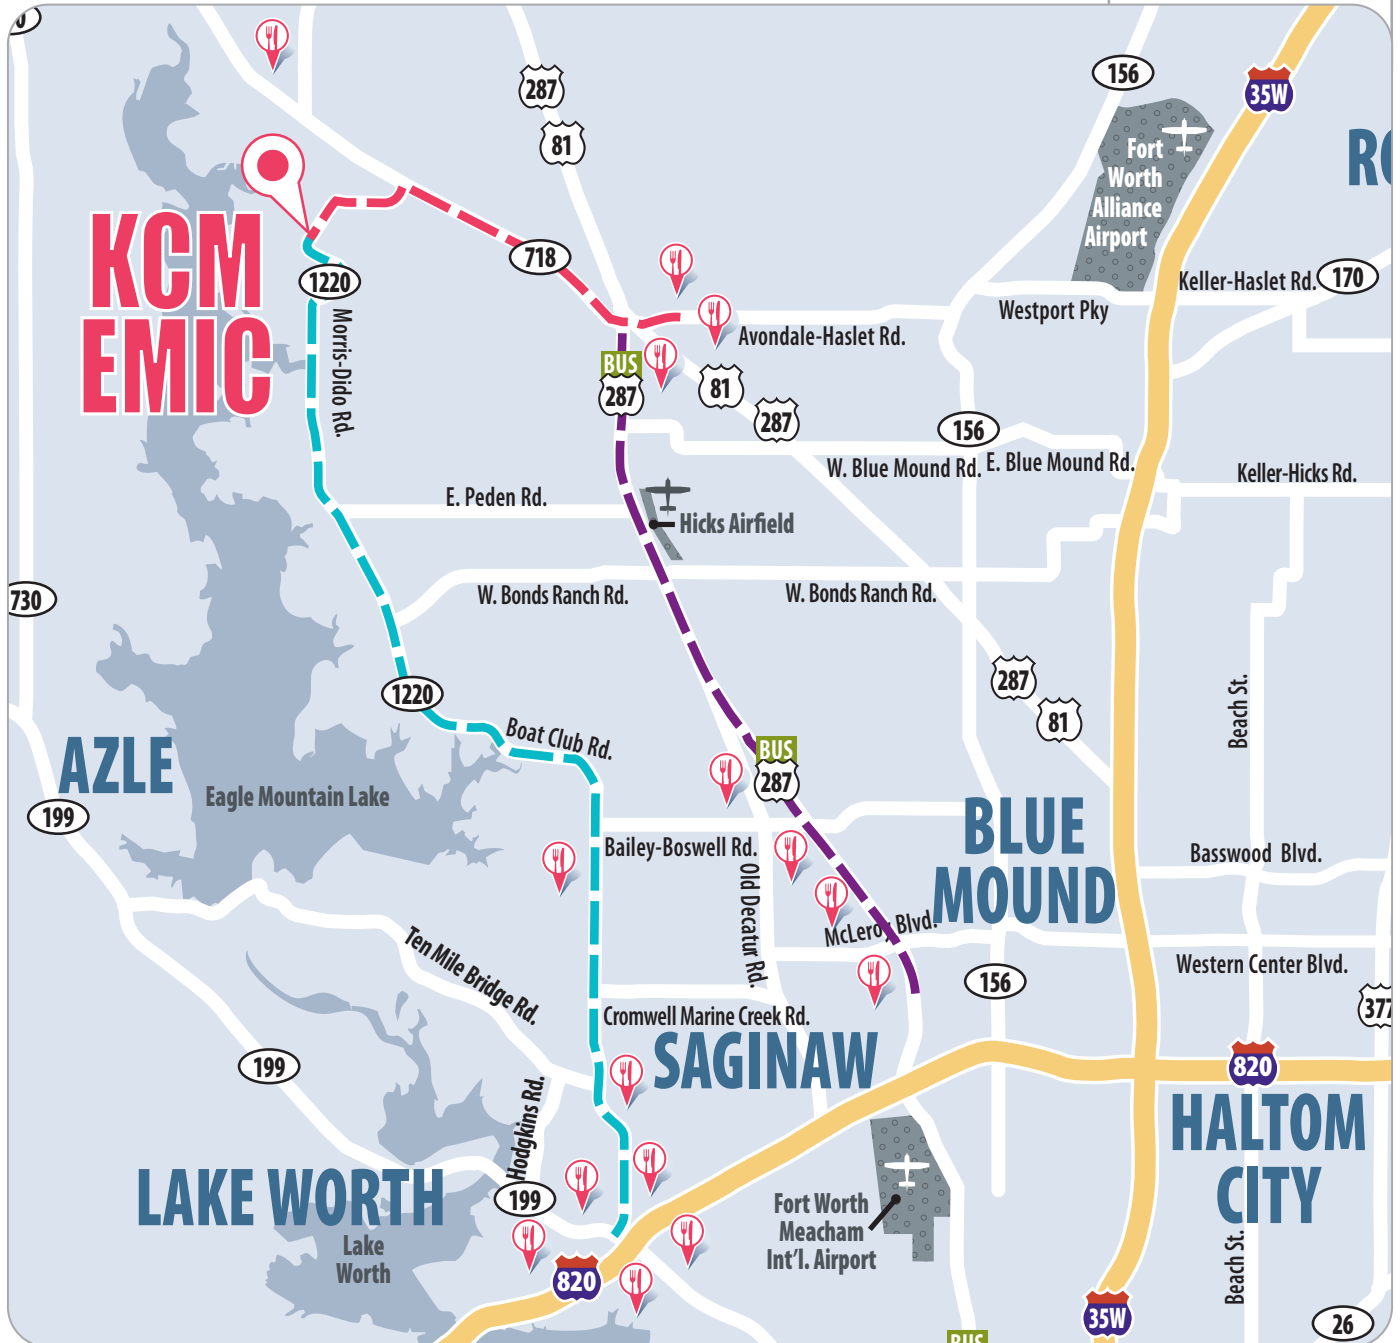 287
81
156
35W
Fort
Worth
Alliance
Airport
KCM
EMIC
1220
718
Keller-Haslet Rd.
170
Westport Pky
Morris-Dido Rd.
Avondale-Haslet Rd.
BUS
287
81
287
156
W. Blue Mound Rd.
E. Blue Mound Rd.
Keller-Hicks Rd.
E. Peden Rd.
Hicks Airfield
730
W. Bonds Ranch Rd.
W. Bonds Ranch Rd.
287
81
1220
Boat Club Rd.
Beach St.
AZLE
BUS
287
Eagle Mountain Lake
199
BLUE
MOUND
Bailey-Boswell Rd.
Basswood Blvd.
Old Decatur Rd.
McLeroy Blvd.
Ten Mile Bridge Rd.
Western Center Blvd.
156
377
Cromwell Marine Creek Rd.
SAGINAW
199
820
Hodgkins Rd.
HALTOM
CITY
LAKE WORTH
199
Lake
Worth
Fort Worth
Meacham
Int'l. Airport
820
Beach St.
35W
26
BUS